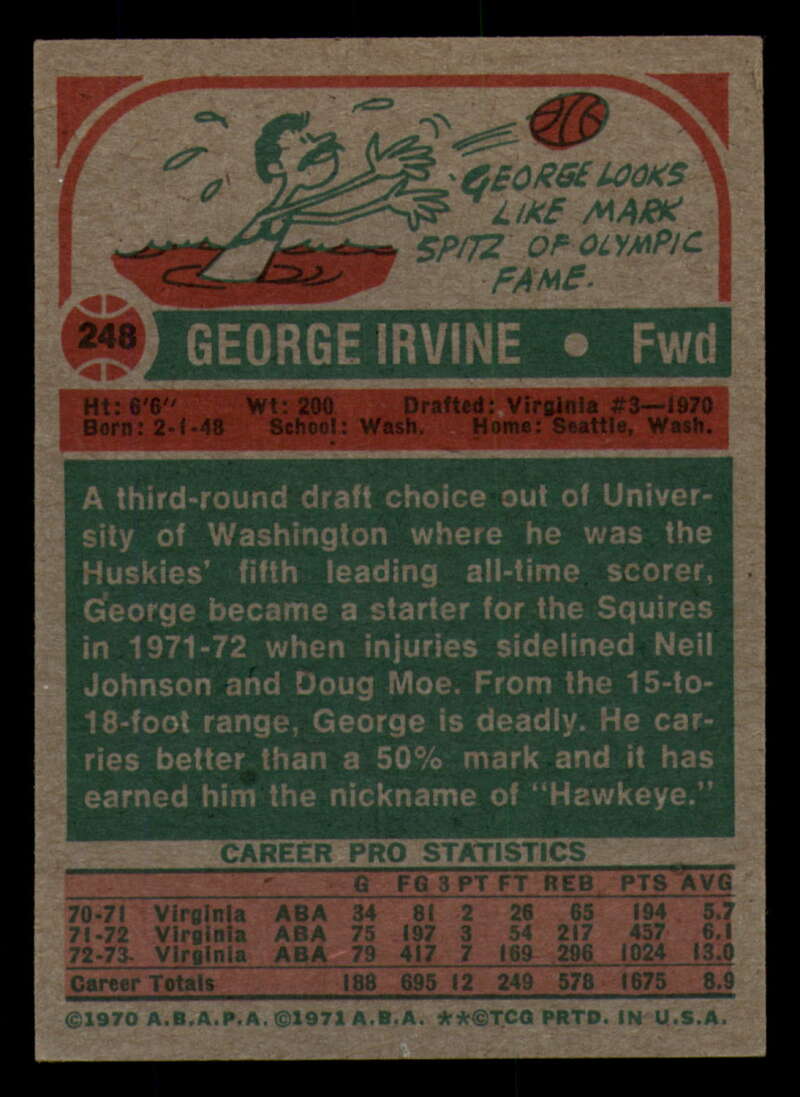 GEORGE LOOKS
LIKE MARK
SPITZ OF OLYMPIC
FAME.
248 GEORGE IRVINE • Fwd
Ht: 6'6" Wt: 200 Drafted: Virginia #3—1970
Born: 2-1-48 School: Wash. Home: Seattle, Wash.
A third-round draft choice out of Univer-
sity of Washington where he was the
Huskies' fifth leading all-time scorer,
George became a starter for the Squires
in 1971-72 when injuries sidelined Neil
Johnson and Doug Moe. From the 15-to-
18-foot range, George is deadly. He car-
ries better than a 50% mark and it has
earned him the nickname of "Hawkeye."
CAREER PRO STATISTICS
G FG 3 PT FT REB PTS AVG
70-71 Virginia ABA 34 81 2 26 65 194 5.7
71-72 Virginia ABA 75 197 3 54 217 457 6.1
72-73 Virginia ABA 79 417 7 169 296 1024 13.0
Career Totals 188 695 12 249 578 1675 8.9
©1970 A.B.A.P.A. ©1971 A.B.A. **©TCG PRTD. IN U.S.A.